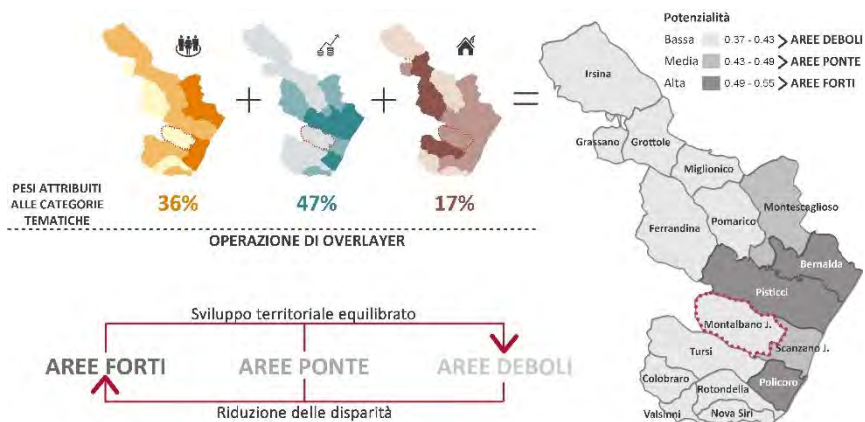 Potenzialità
Bassa 0.37 - 0.43 > AREE DEBOLI
Media 0.43 - 0.49 > AREE PONTE
Alta 0.49 - 0.55 > AREE FORTI
+ + =
PESI ATTRIBUITI
ALLE CATEGORIE
TEMATICHE
36% 47% 17%
OPERAZIONE DI OVERLAYER
Sviluppo territoriale equilibrato
AREE FORTI AREE PONTE AREE DEBOLI
Riduzione delle disparità
Irsina
Grassano
Grottole
Miglionico
Montescaglioso
Ferrandina
Pomarico
Bernalda
Pisticci
Montalbano J.
Scanzano J.
Tursi
Policoro
Colobraro
Rotondella
Valsinni
Nova Siri